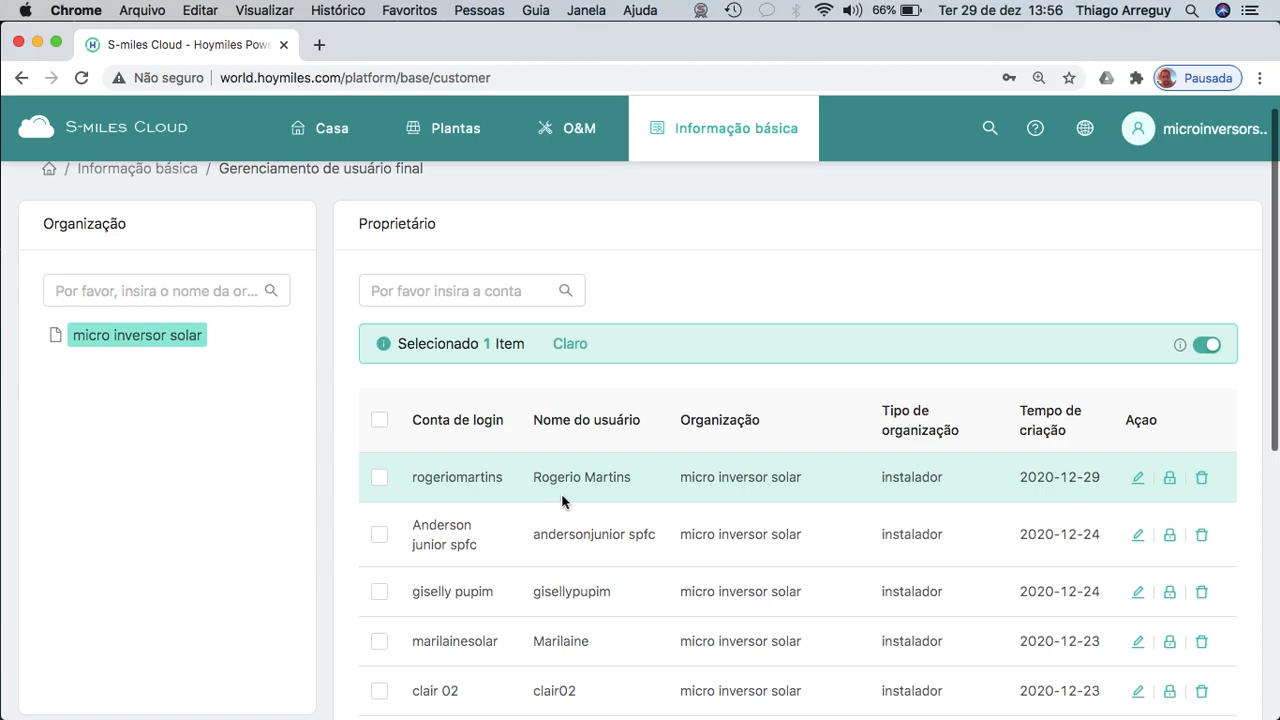 Chrome Arquivo Editar Visualizar Histórico Favoritos Pessoas Guia Janela Ajuda 66% Ter 29 de dez 13:56 Thiago Arreguy
S-miles Cloud - Hoymiles Powe
Não seguro world.hoymiles.com/platform/base/customer Pausada
S-MILES CLOUD Casa Plantas O&M Informação básica microinversors..
/ Informação básica / Gerenciamento de usuário final
Organização
Proprietário
Por favor, insira o nome da or...
Por favor insira a conta
micro inversor solar
Selecionado 1 Item Claro
Conta de login Nome do usuário Organização Tipo de organização Tempo de criação Açao
rogeriomartins Rogerio Martins micro inversor solar instalador 2020-12-29
Anderson junior spfc andersonjunior spfc micro inversor solar instalador 2020-12-24
giselly pupim gisellypupim micro inversor solar instalador 2020-12-24
marilainesolar Marilaine micro inversor solar instalador 2020-12-23
clair 02 clair02 micro inversor solar instalador 2020-12-23